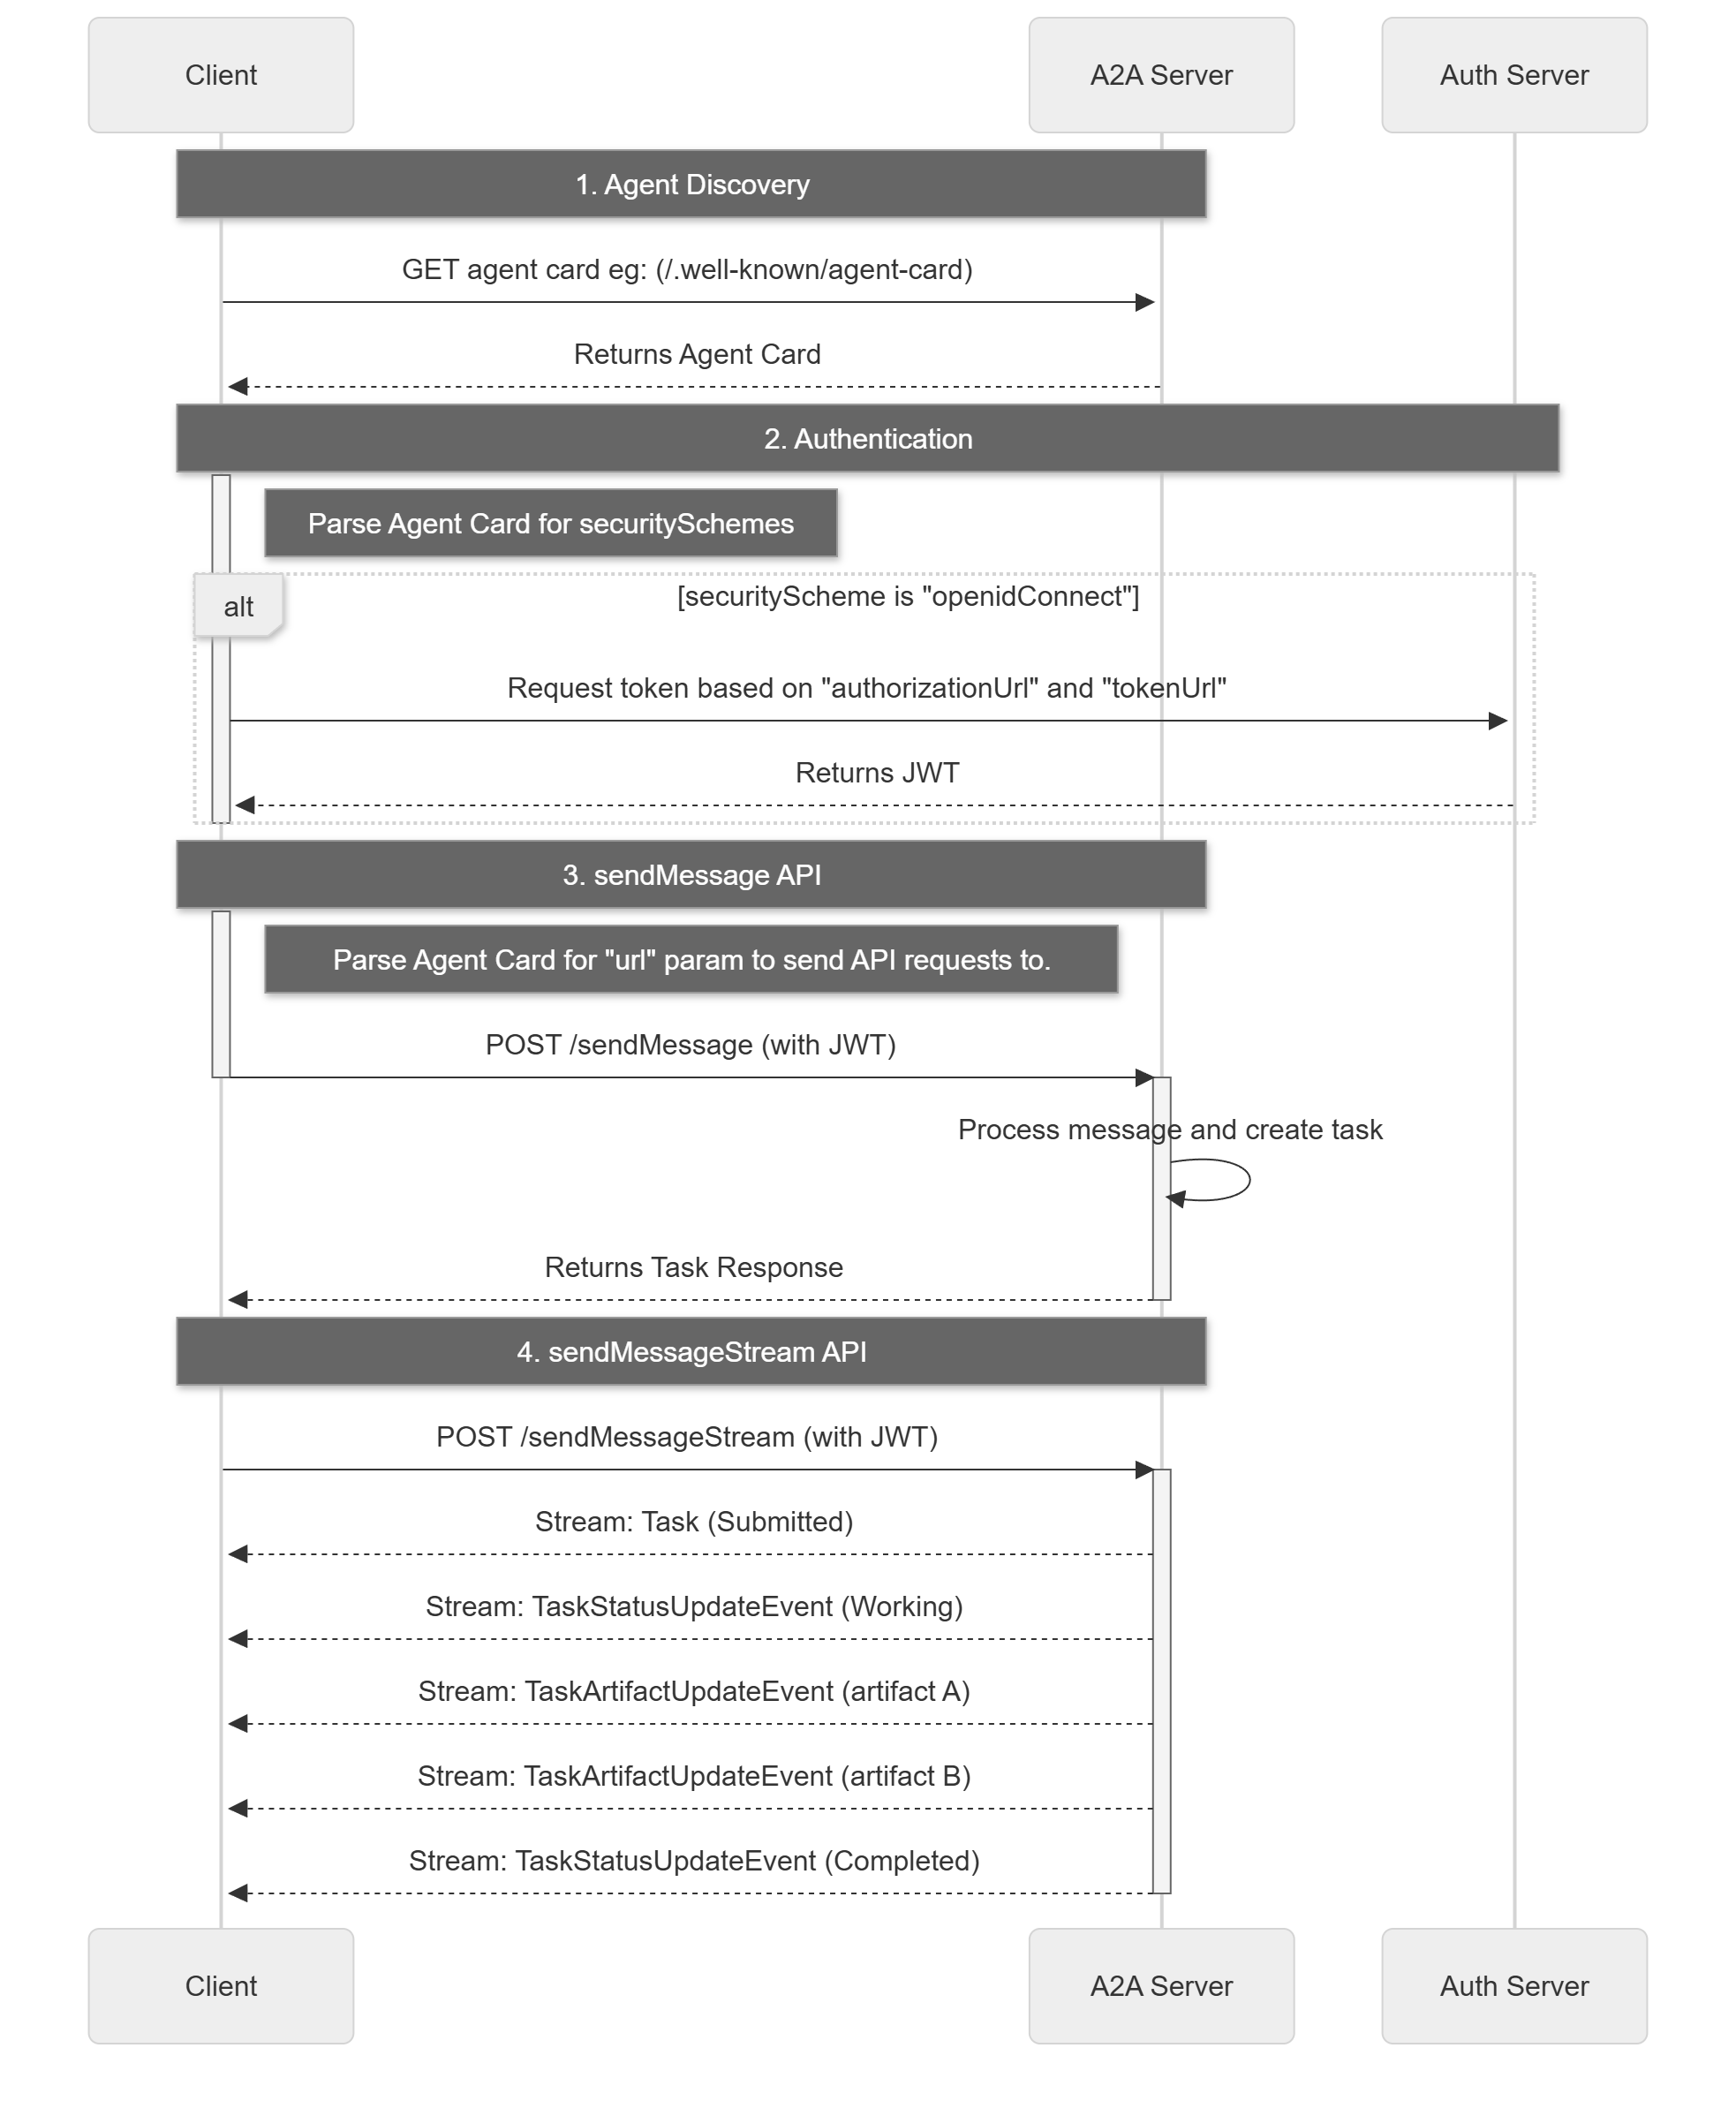 Client
A2A Server
Auth Server
1. Agent Discovery
GET agent card eg: (/.well-known/agent-card)
Returns Agent Card
2. Authentication
Parse Agent Card for securitySchemes
alt
[securityScheme is "openidConnect"]
Request token based on "authorizationUrl" and "tokenUrl"
Returns JWT
3. sendMessage API
Parse Agent Card for "url" param to send API requests to.
POST /sendMessage (with JWT)
Process message and create task
Returns Task Response
4. sendMessageStream API
POST /sendMessageStream (with JWT)
Stream: Task (Submitted)
Stream: TaskStatusUpdateEvent (Working)
Stream: TaskArtifactUpdateEvent (artifact A)
Stream: TaskArtifactUpdateEvent (artifact B)
Stream: TaskStatusUpdateEvent (Completed)
Client
A2A Server
Auth Server